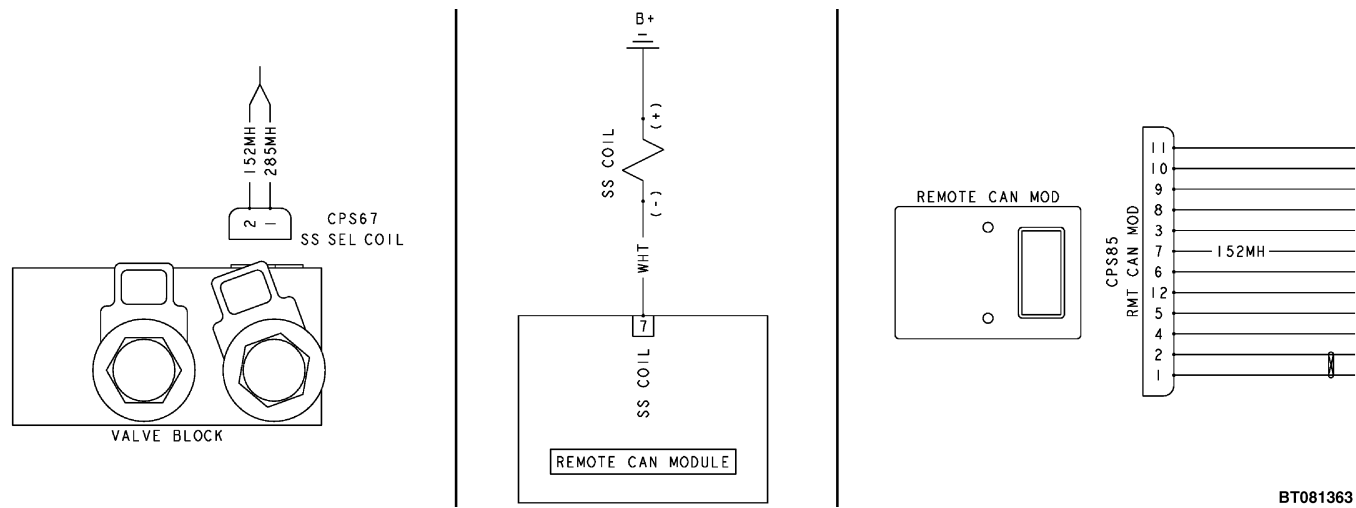 152MH
285MH
2
1
CPS67
SS SEL COIL
VALVE BLOCK
B+
(+)
SS COIL
(-)
WHT
7
SS COIL
REMOTE CAN MODULE
REMOTE CAN MOD
CPS85
RMT CAN MOD
11
10
9
8
3
7 152MH
6
12
5
4
2
1
BT081363